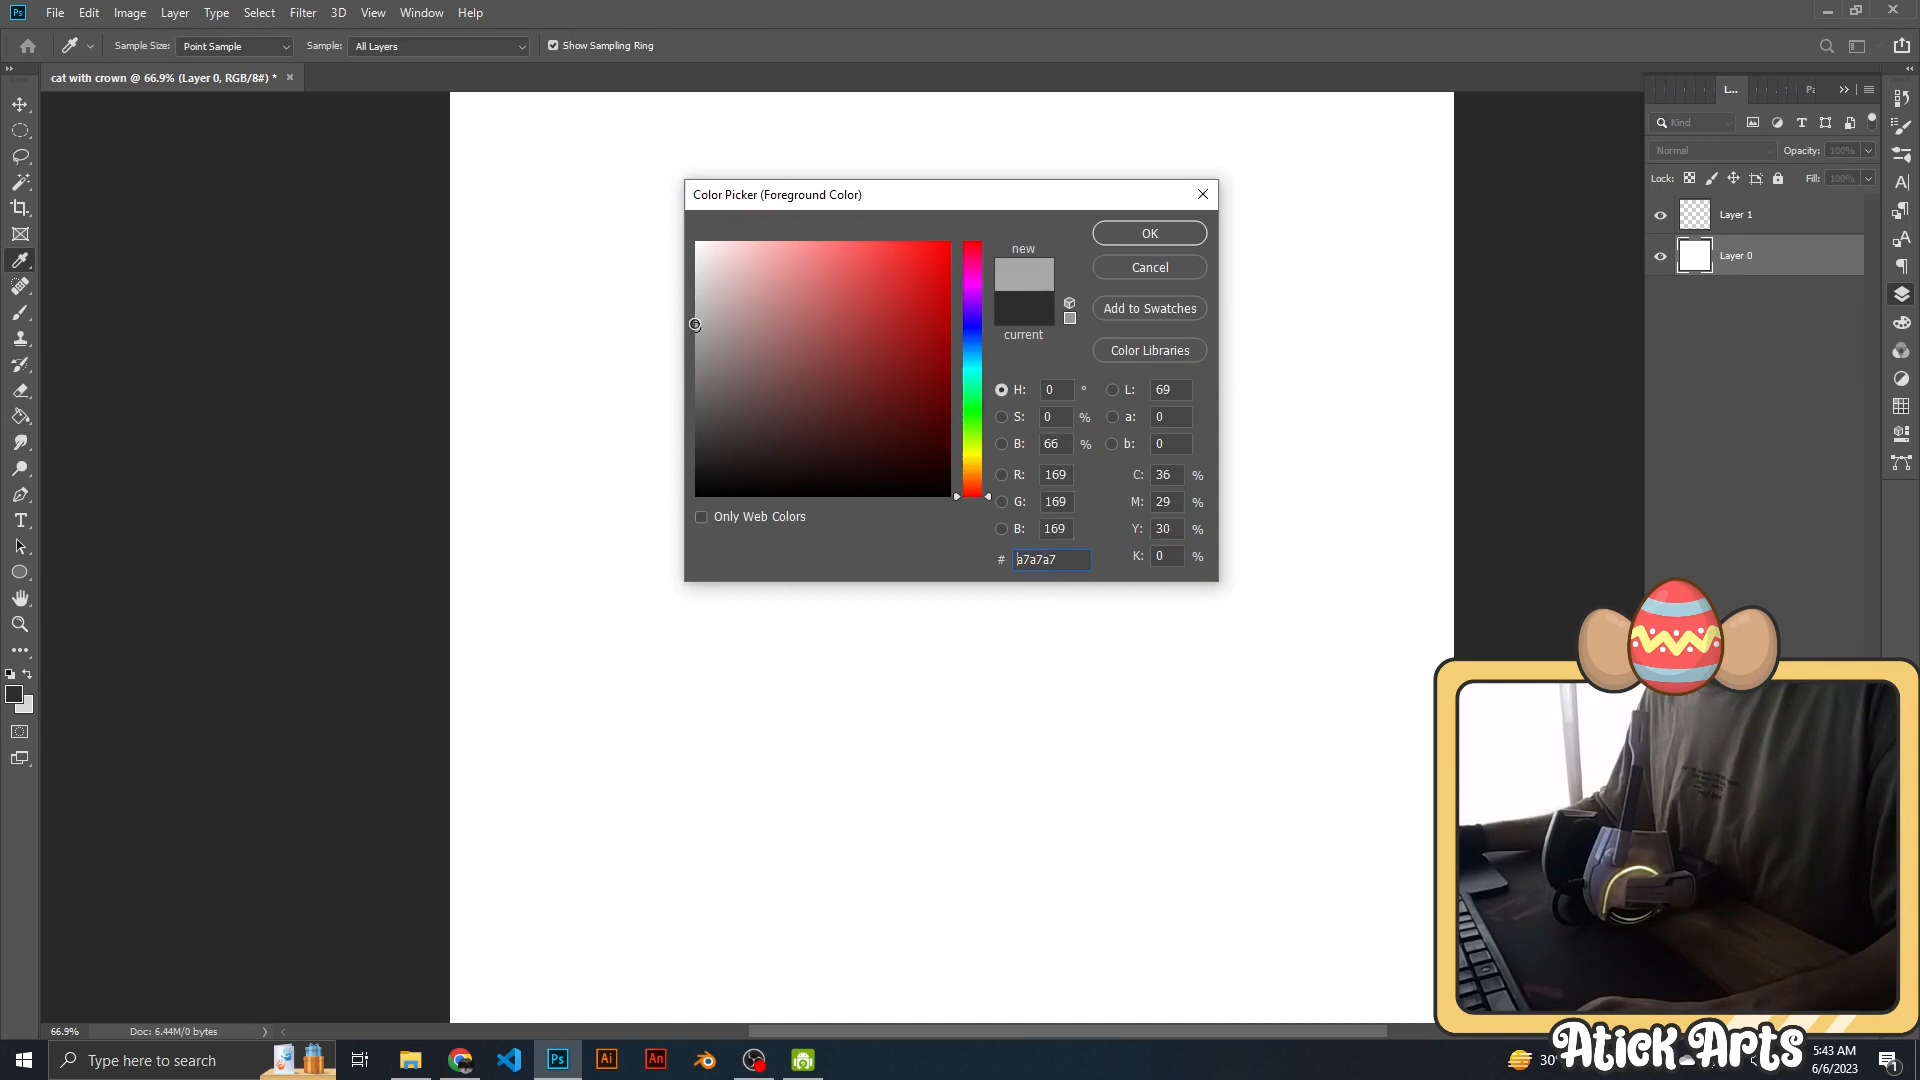 Ps File Edit Image Layer Type Select Filter 3D View Window Help
Sample Size: Point Sample Sample: All Layers Show Sampling Ring
cat with crown @ 66.9% (Layer 0, RGB/8#) *
L... Pa
Kind
Normal Opacity: 100%
Lock: Fill: 100%
Layer 1
Layer 0
Color Picker (Foreground Color)
OK
new
Cancel
Add to Swatches
current
Color Libraries
H: 0 ° L: 69
S: 0 % a: 0
B: 66 % b: 0
R: 169 C: 36 %
G: 169 M: 29 %
Only Web Colors
B: 169 Y: 30 %
# a7a7a7 K: 0 %
66.9% Doc: 6.44M/0 bytes
Atick Arts
Type here to search
Ps Ai An
30°
5:43 AM
6/6/2023
1